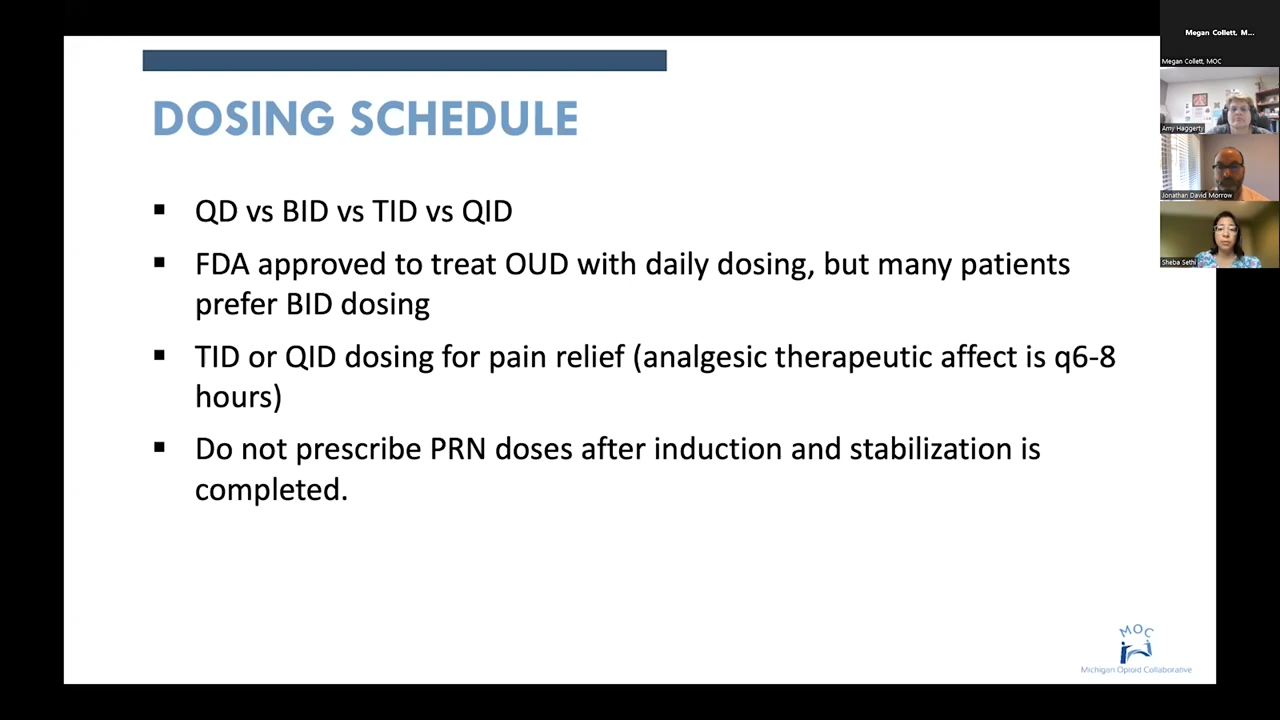 DOSING SCHEDULE
▪ QD vs BID vs TID vs QID
▪ FDA approved to treat OUD with daily dosing, but many patients
prefer BID dosing
▪ TID or QID dosing for pain relief (analgesic therapeutic affect is q6-8
hours)
▪ Do not prescribe PRN doses after induction and stabilization is
completed.
MOC
Michigan Opioid Collaborative
Megan Collett, M...
Megan Collett, MOC
Amy Haggerty
Jonathan David Morrow
Sheba Sethi